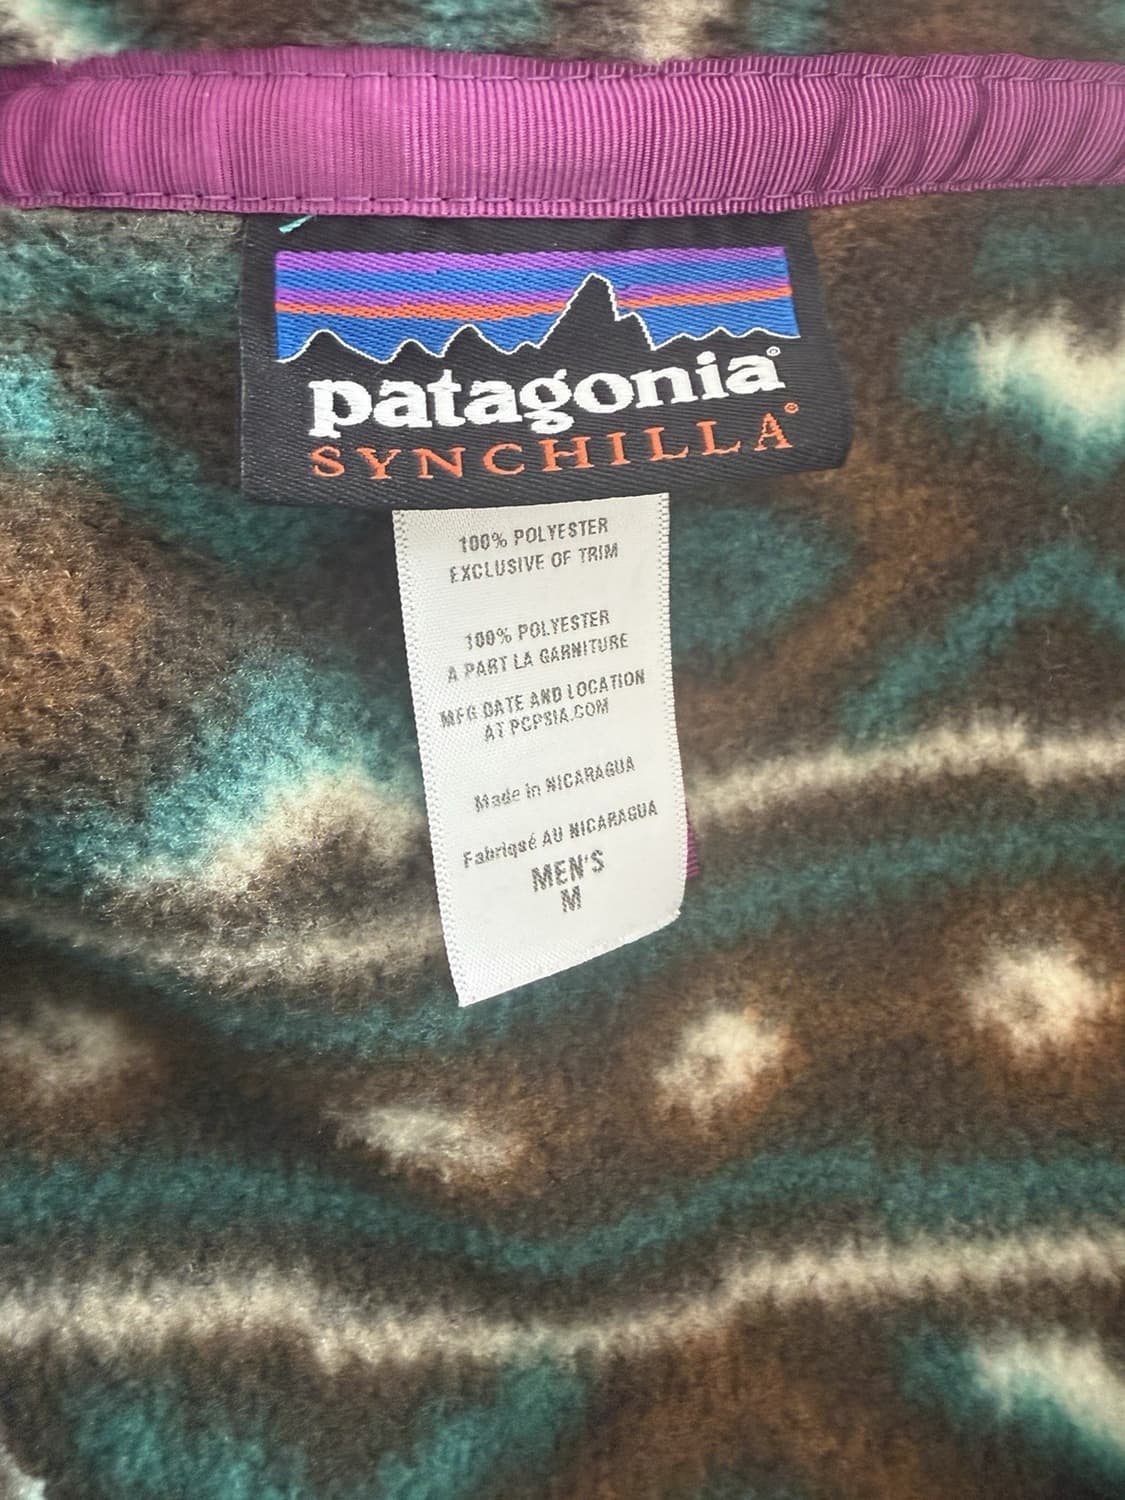 patagonia®
SYNCHILLA®
100% POLYESTER
EXCLUSIVE OF TRIM
100% POLYESTER
A PART LA GARNITURE
MFG DATE AND LOCATION
AT PCPSIA.COM
Made in NICARAGUA
Fabriqsé AU NICARAGUA
MEN'S
M